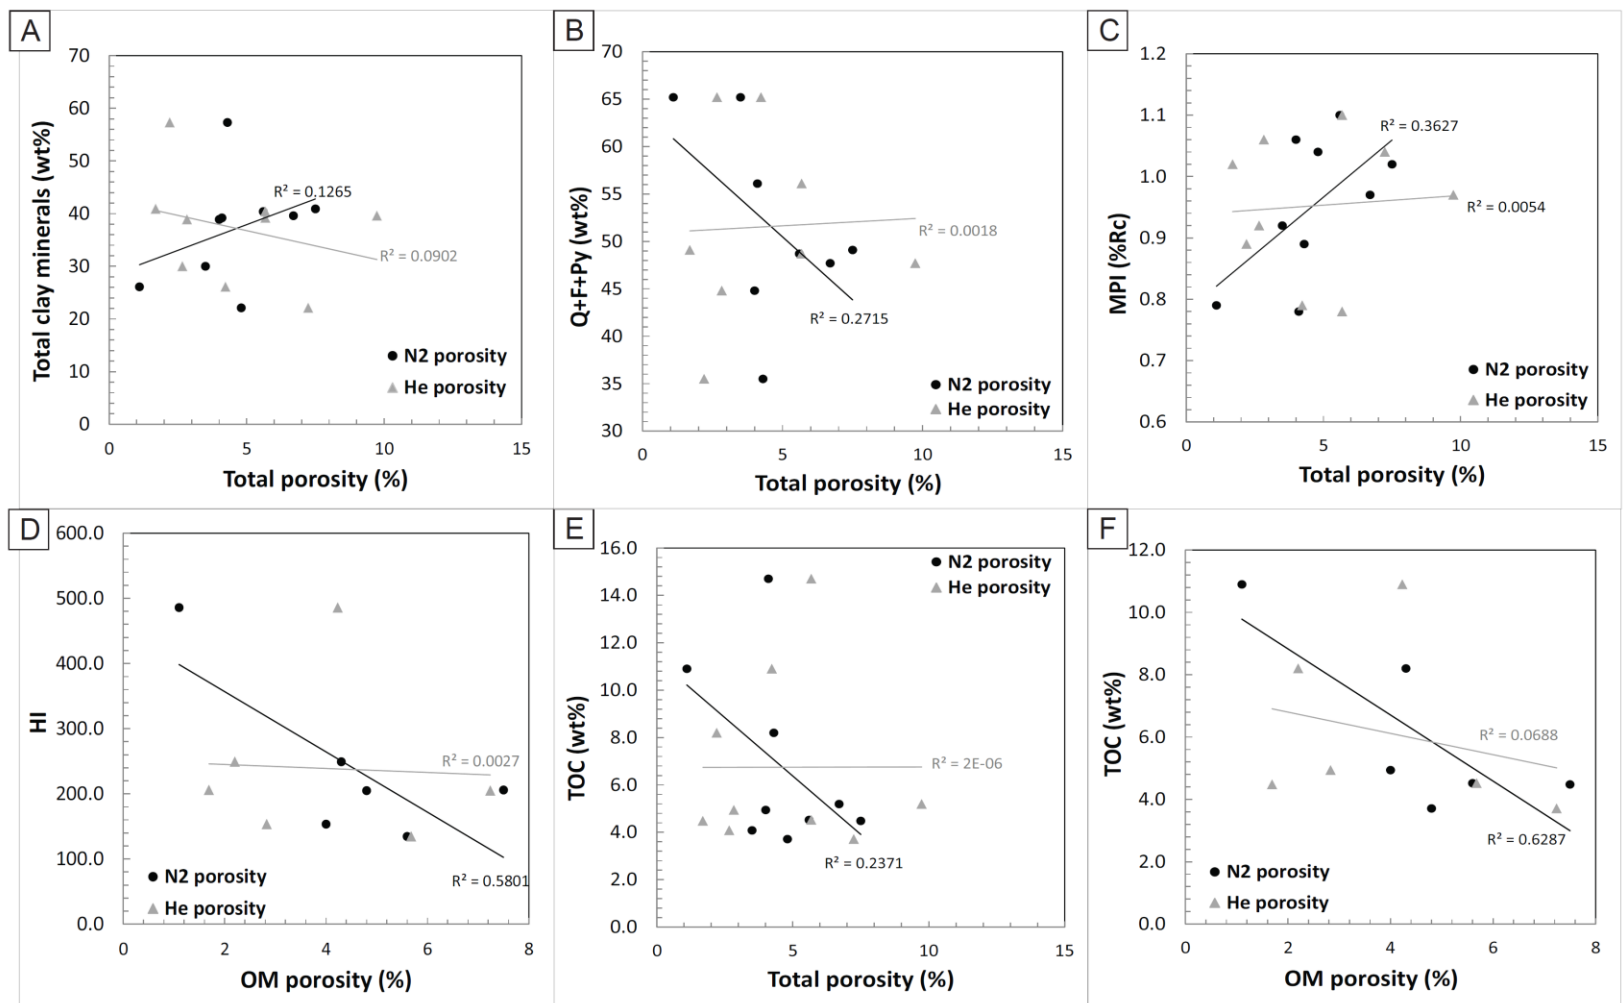 A
Total clay minerals (wt%)
70
60
50
40
30
20
10
0
R² = 0.1265
R² = 0.0902
N2 porosity
He porosity
0 5 10 15
Total porosity (%)
B
Q+F+Py (wt%)
70
65
60
55
50
45
40
35
30
R² = 0.0018
R² = 0.2715
N2 porosity
He porosity
0 5 10 15
Total porosity (%)
C
MPI (%Rc)
1.2
1.1
1.0
0.9
0.8
0.7
0.6
R² = 0.3627
R² = 0.0054
N2 porosity
He porosity
0 5 10 15
Total porosity (%)
D
HI
600.0
500.0
400.0
300.0
200.0
100.0
0.0
R² = 0.0027
R² = 0.5801
N2 porosity
He porosity
0 2 4 6 8
OM porosity (%)
E
TOC (wt%)
16.0
14.0
12.0
10.0
8.0
6.0
4.0
2.0
0.0
N2 porosity
He porosity
R² = 2E-06
R² = 0.2371
0 5 10 15
Total porosity (%)
F
TOC (wt%)
12.0
10.0
8.0
6.0
4.0
2.0
0.0
R² = 0.0688
R² = 0.6287
N2 porosity
He porosity
0 2 4 6 8
OM porosity (%)